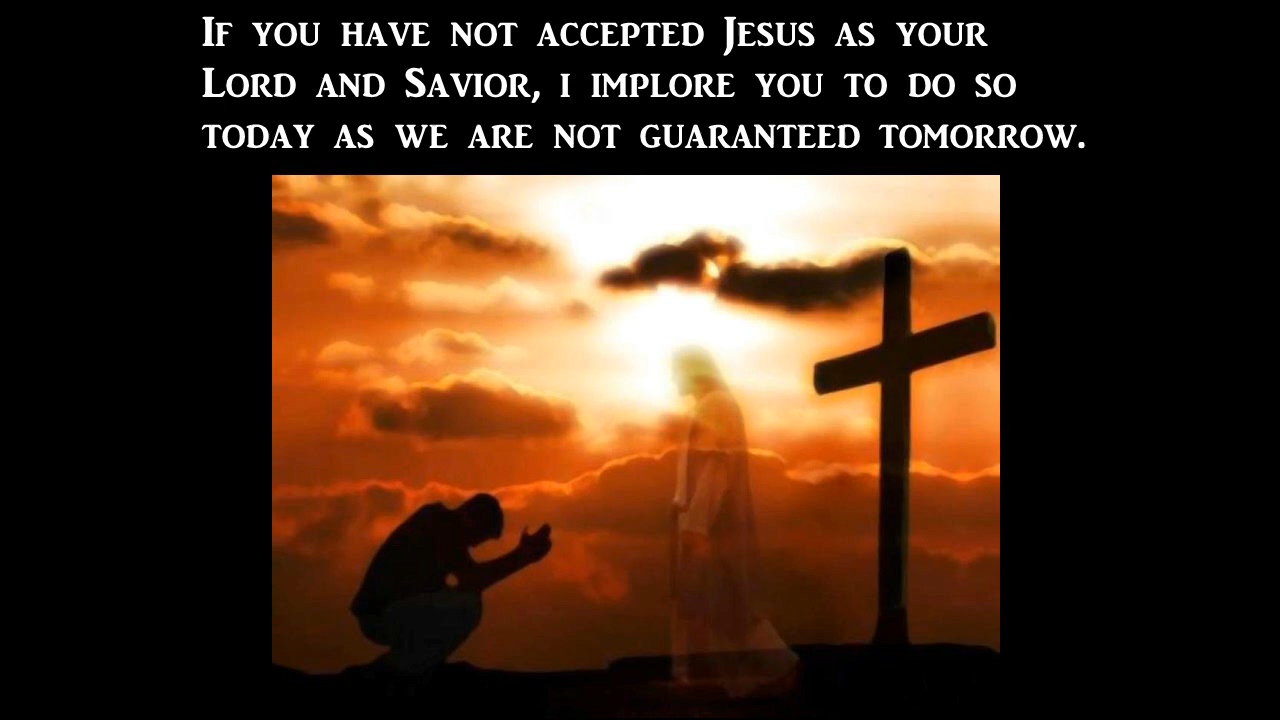 If you have not accepted Jesus as your
Lord and Savior, i implore you to do so
today as we are not guaranteed tomorrow.